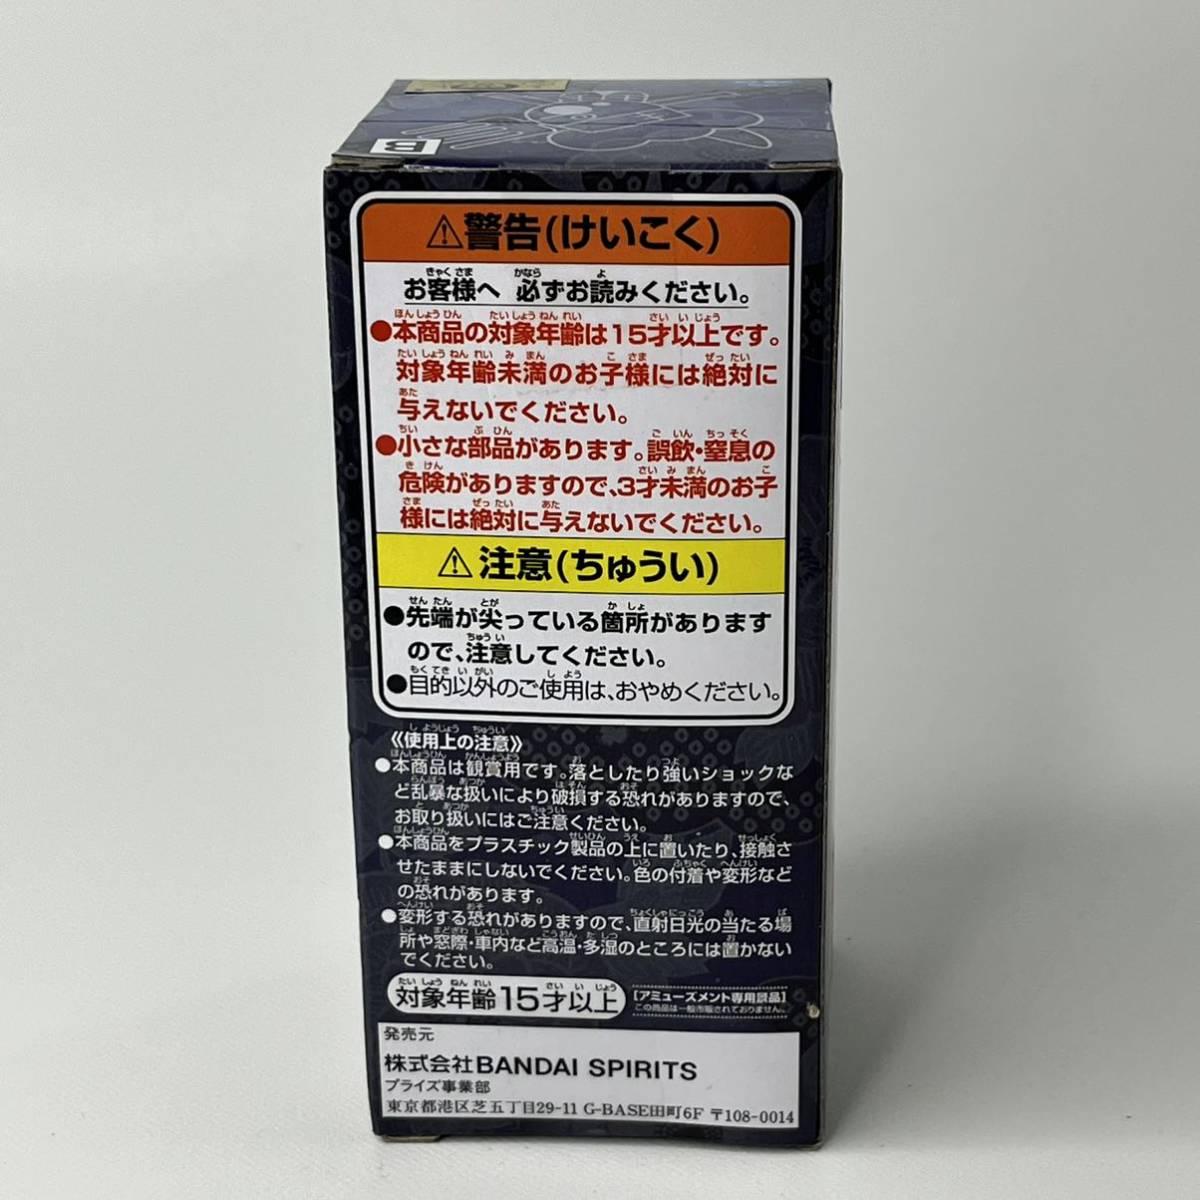 B
⚠警告(けいこく)
お客様へ 必ずお読みください。
●本商品の対象年齢は15才以上です。
対象年齢未満のお子様には絶対に
与えないでください。
●小さな部品があります。誤飲・窒息の
危険がありますので、3才未満のお子
様には絶対に与えないでください。
⚠注意(ちゅうい)
●先端が尖っている箇所があります
ので、注意してください。
●目的以外のご使用は、おやめください。
《使用上の注意》
●本商品は観賞用です。落としたり強いショックな
ど乱暴な扱いにより破損する恐れがありますので、
お取り扱いにはご注意ください。
●本商品をプラスチック製品の上に置いたり、接触さ
せたままにしないでください。色の付着や変形など
の恐れがあります。
●変形する恐れがありますので、直射日光の当たる場
所や窓際・車内など高温・多湿のところには置かない
でください。
対象年齢15才以上
[アミューズメント専用景品]
この商品は一般市販されておりません。
発売元
株式会社BANDAI SPIRITS
プライズ事業部
東京都港区芝五丁目29-11 G-BASE田町6F 〒108-0014